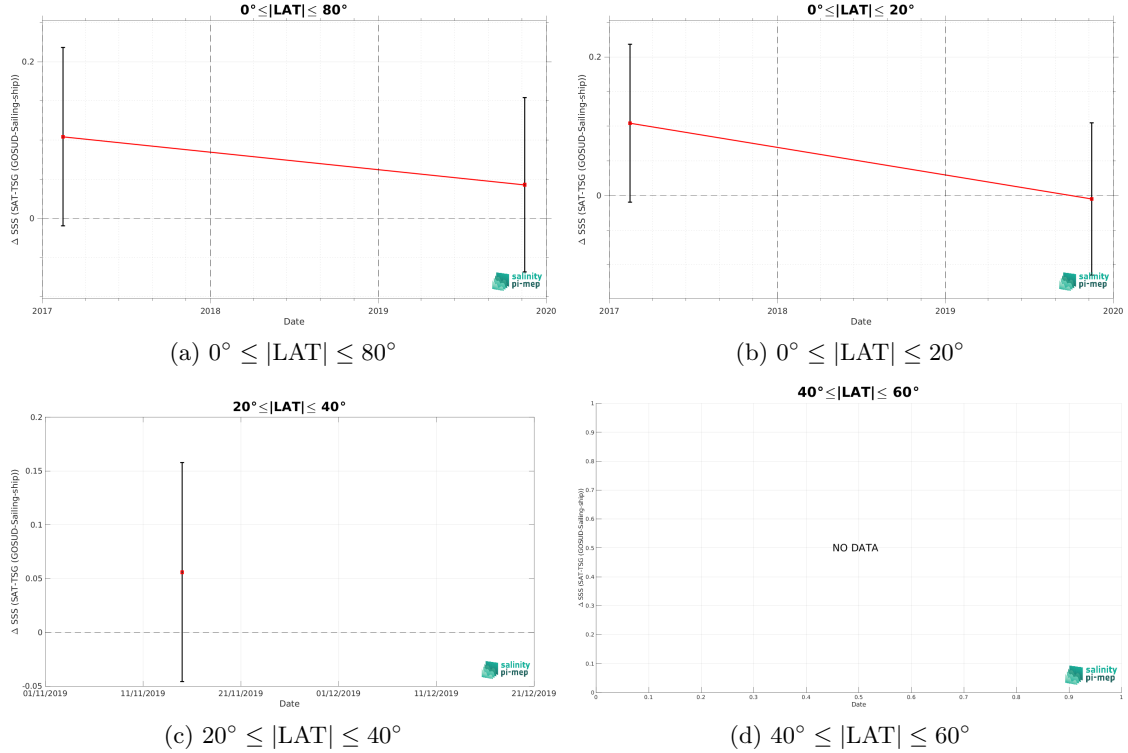 0°≤|LAT|≤ 80°
Δ SSS (SAT-TSG (GOSUD-Sailing-ship))
0.2
0
2017
2018
2019
2020
Date
salinity
pi-mep
(a) 0° ≤ |LAT| ≤ 80°
0°≤|LAT|≤ 20°
Δ SSS (SAT-TSG (GOSUD-Sailing-ship))
0.2
0
2017
2018
2019
2020
Date
salinity
pi-mep
(b) 0° ≤ |LAT| ≤ 20°
20°≤|LAT|≤ 40°
Δ SSS (SAT-TSG (GOSUD-Sailing-ship))
0.2
0.15
0.1
0.05
0
-0.05
01/11/2019
11/11/2019
21/11/2019
01/12/2019
11/12/2019
21/12/2019
Date
salinity
pi-mep
(c) 20° ≤ |LAT| ≤ 40°
40°≤|LAT|≤ 60°
Δ SSS (SAT-TSG (GOSUD-Sailing-ship))
1
0.9
0.8
0.7
0.6
0.5
0.4
0.3
0.2
0.1
0
NO DATA
0
0.1
0.2
0.3
0.4
0.5
0.6
0.7
0.8
0.9
1
Date
salinity
pi-mep
(d) 40° ≤ |LAT| ≤ 60°